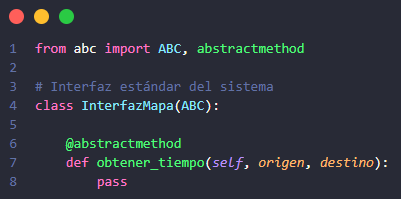 1 from abc import ABC, abstractmethod
2
3 # Interfaz estándar del sistema
4 class InterfazMapa(ABC):
5
6     @abstractmethod
7     def obtener_tiempo(self, origen, destino):
8         pass